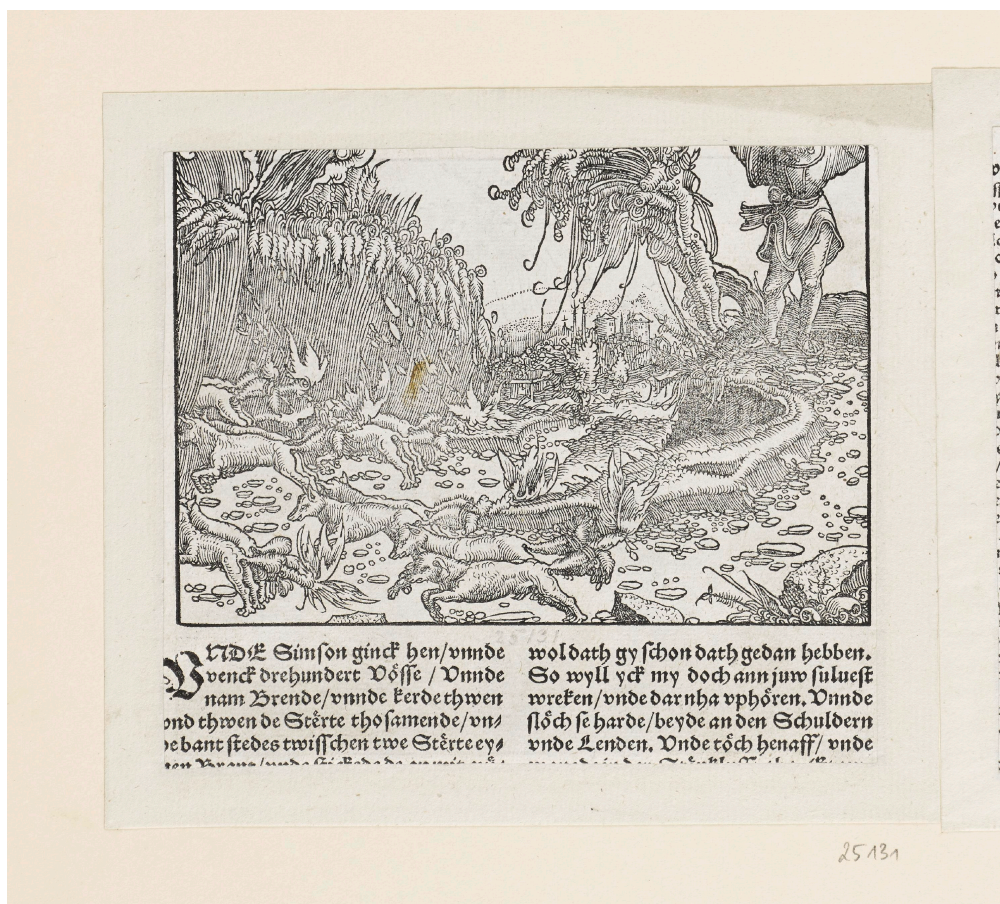 VNDE Simson ginck hen/vnnde
venck drehundert Vösse / Vnnde
nam Brende/vnnde kerde thwen
vnd thwen de Sterte thosamende/vn⸗
de bant stedes twisschen twe Sterte ey⸗
wol dath gy schon dath gedan hebben.
So wyll yck my doch ann juw suluest
wreken/vnde dar nha vphören. Vnnde
slöch se harde/beyde an den Schuldern
vnde Lenden. Vnde töch henaff/ vnde
25131
25131